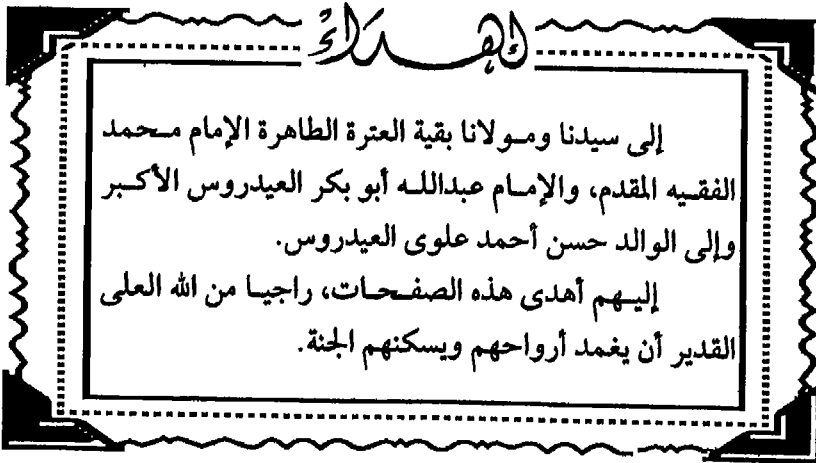 إهداء
إلى سيدنا ومولانا بقية العترة الطاهرة الإمام محمد
الفقيه المقدم، والإمام عبدالله أبو بكر العيدروس الأكبر
وإلى الوالد حسن أحمد علوى العيدروس.
إليهم أهدى هذه الصفحات، راجيا من الله العلى
القدير أن يغمد أرواحهم ويسكنهم الجنة.